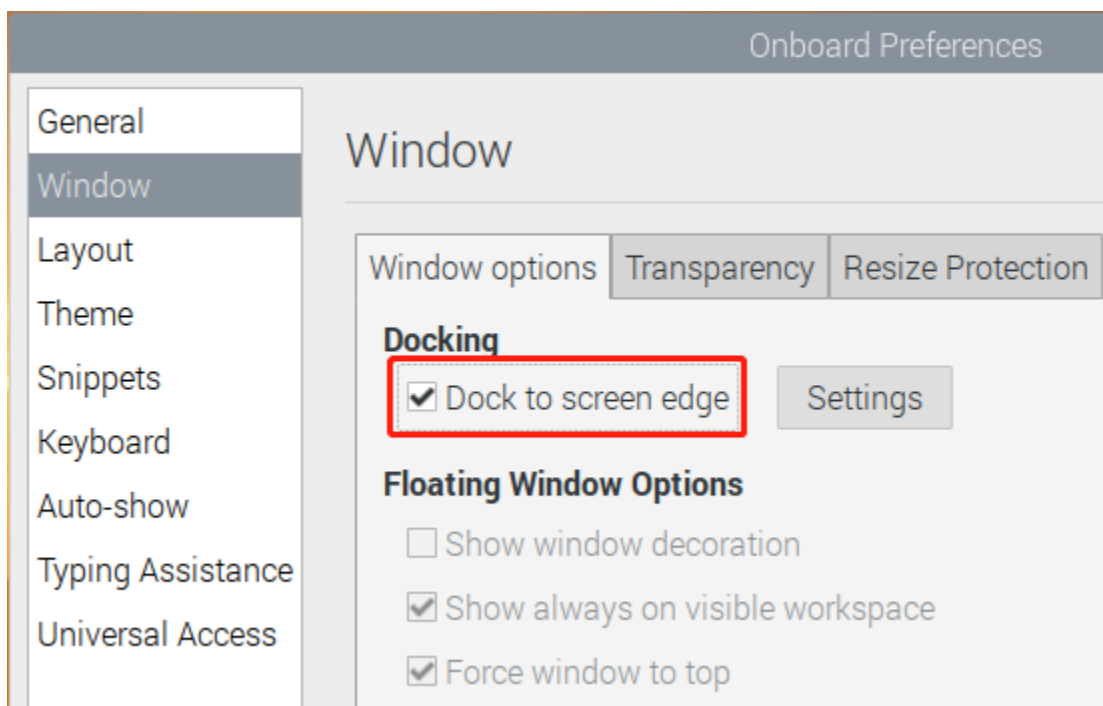 Onboard Preferences
General
Window
Layout
Theme
Snippets
Keyboard
Auto-show
Typing Assistance
Universal Access
Window
Window options Transparency Resize Protection
Docking
Dock to screen edge Settings
Floating Window Options
Show window decoration
Show always on visible workspace
Force window to top